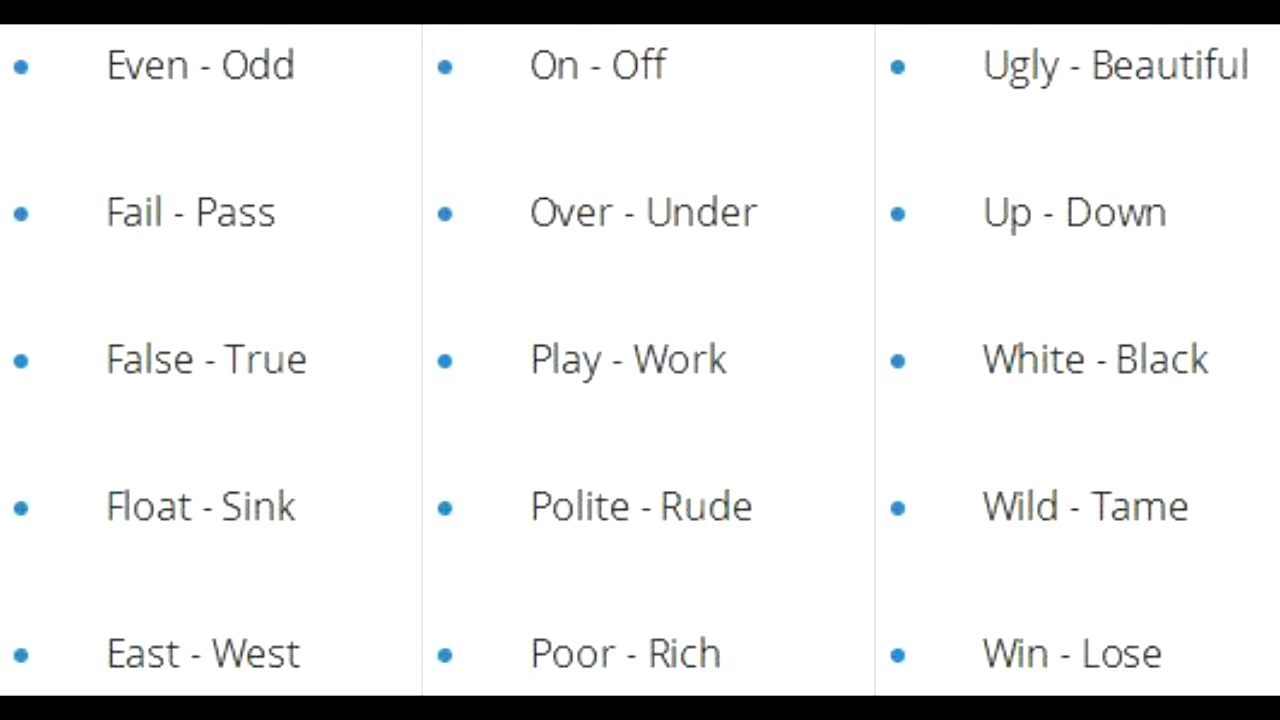 Even - Odd
Fail - Pass
False - True
Float - Sink
East - West
On - Off
Over - Under
Play - Work
Polite - Rude
Poor - Rich
Ugly - Beautiful
Up - Down
White - Black
Wild - Tame
Win - Lose